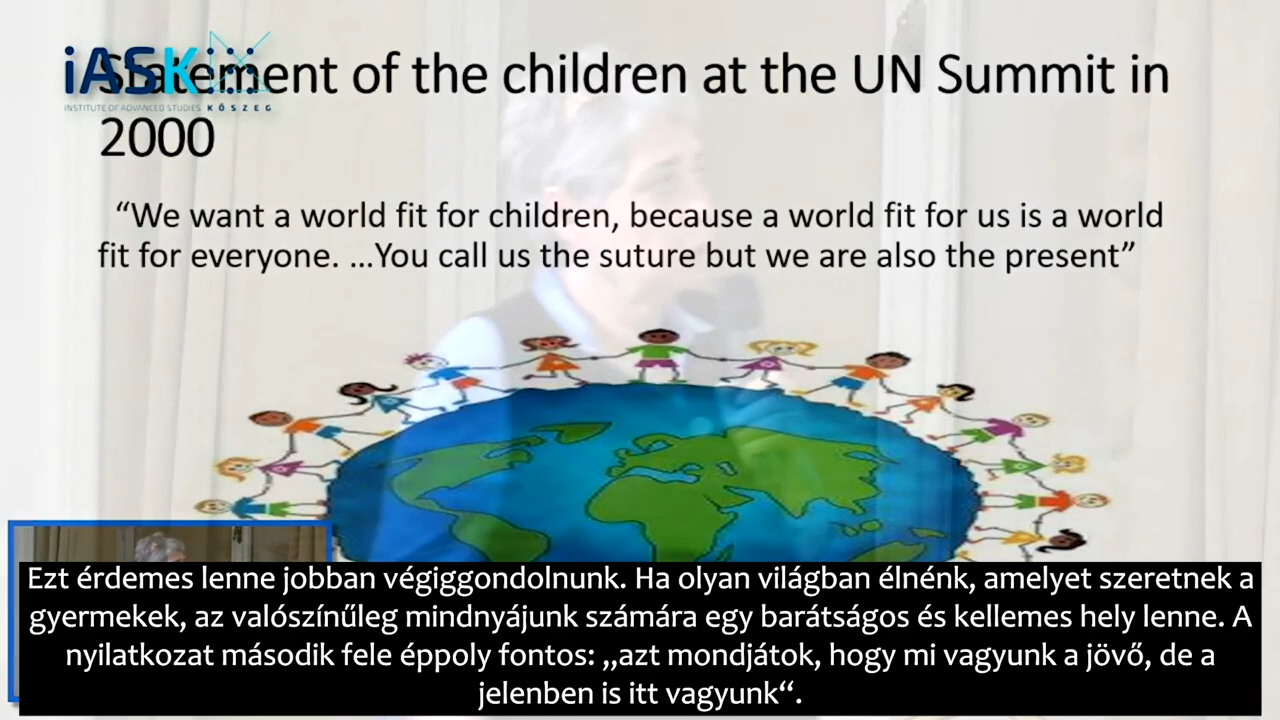 iASK
INSTITUTE OF ADVANCED STUDIES KŐSZEG
Statement of the children at the UN Summit in
2000
“We want a world fit for children, because a world fit for us is a world
fit for everyone. ...You call us the suture but we are also the present”
Ezt érdemes lenne jobban végiggondolnunk. Ha olyan világban élnénk, amelyet szeretnek a
gyermekek, az valószínűleg mindnyájunk számára egy barátságos és kellemes hely lenne. A
nyilatkozat második fele éppoly fontos: „azt mondjátok, hogy mi vagyunk a jövő, de a
jelenben is itt vagyunk“.